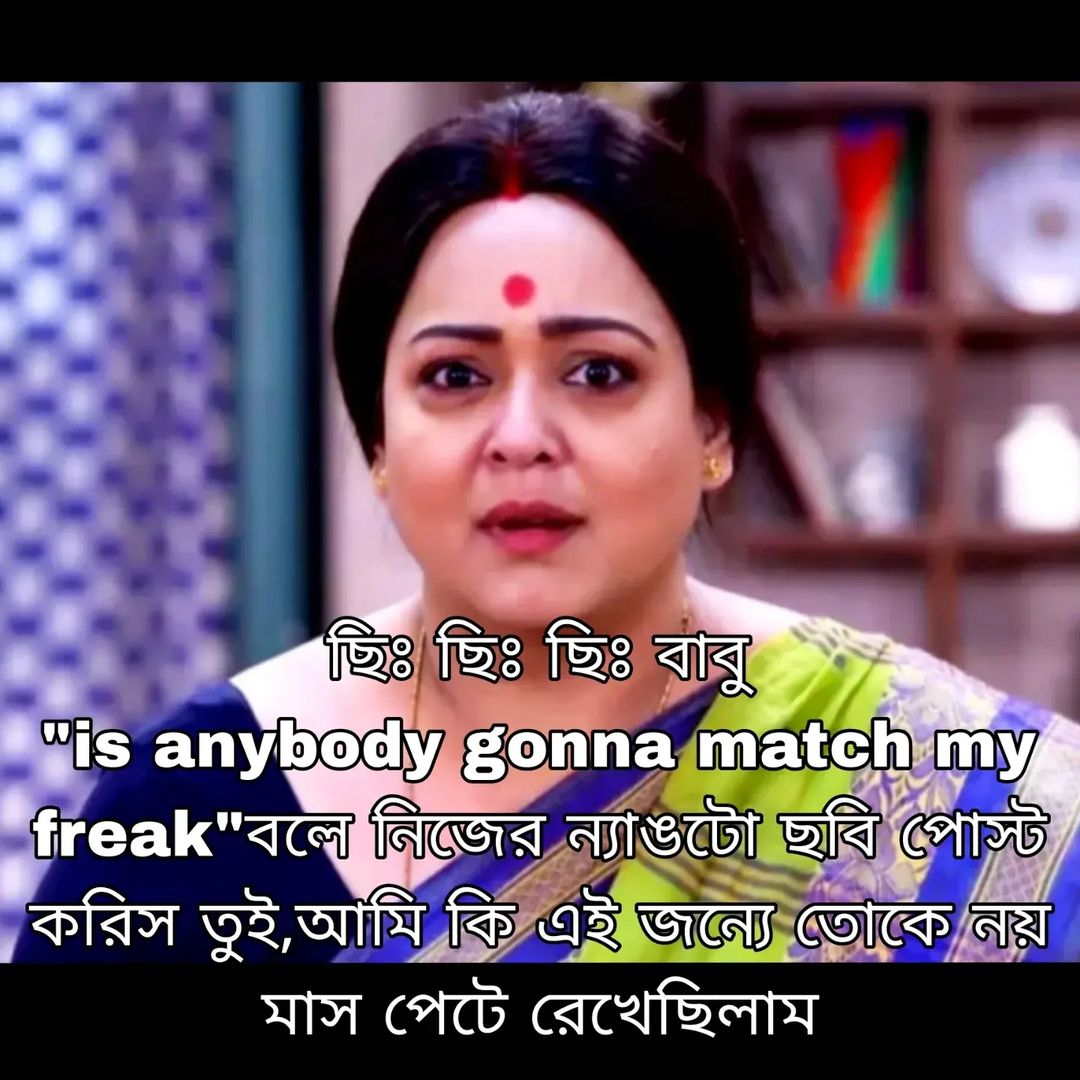 ছিঃ ছিঃ ছিঃ বাবু
"is anybody gonna match my
freak"বলে নিজের ন্যাঙটো ছবি পোস্ট
করিস তুই,আমি কি এই জন্যে তোকে নয়
মাস পেটে রেখেছিলাম